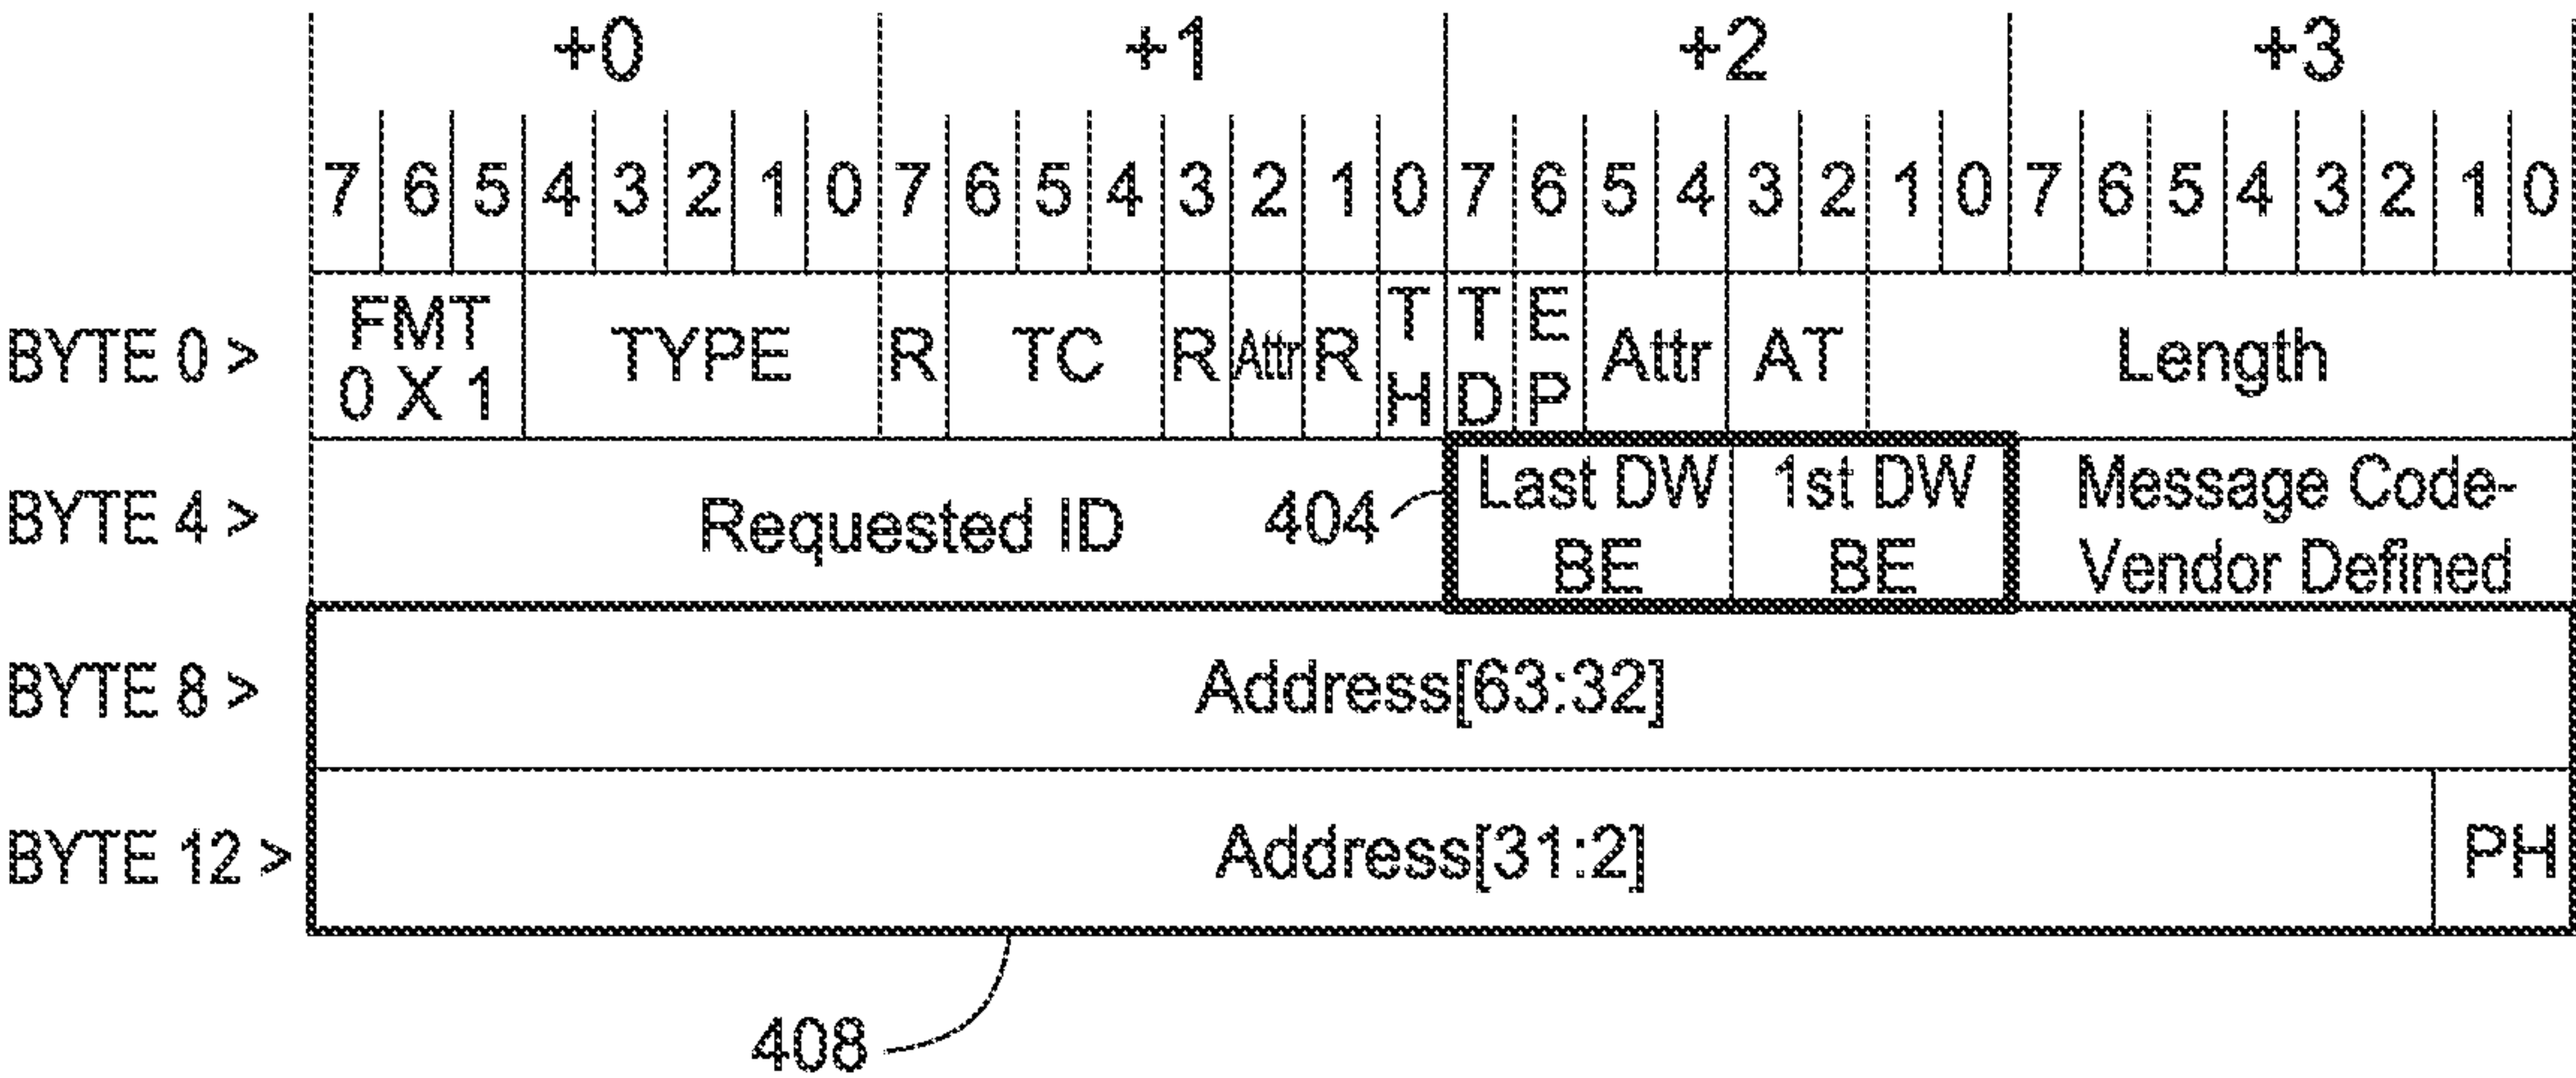 +0 +1 +2 +3
7 6 5 4 3 2 1 0 7 6 5 4 3 2 1 0 7 6 5 4 3 2 1 0 7 6 5 4 3 2 1 0
BYTE 0 > FMT 0 X 1 TYPE R TC R Attr R TH TD EP Attr AT Length
BYTE 4 > Requested ID 404 Last DW BE 1st DW BE Message Code-
Vendor Defined
BYTE 8 > Address[63:32]
BYTE 12 > Address[31:2] PH
408